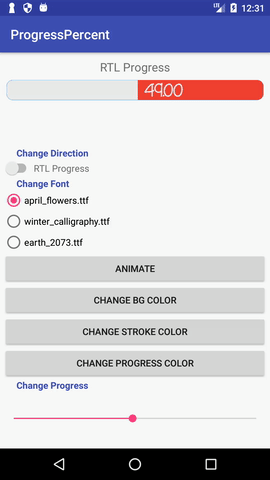 LTE 12:31
ProgressPercent
RTL Progress
49.00
Change Direction
RTL Progress
Change Font
april_flowers.ttf
winter_calligraphy.ttf
earth_2073.ttf
ANIMATE
CHANGE BG COLOR
CHANGE STROKE COLOR
CHANGE PROGRESS COLOR
Change Progress